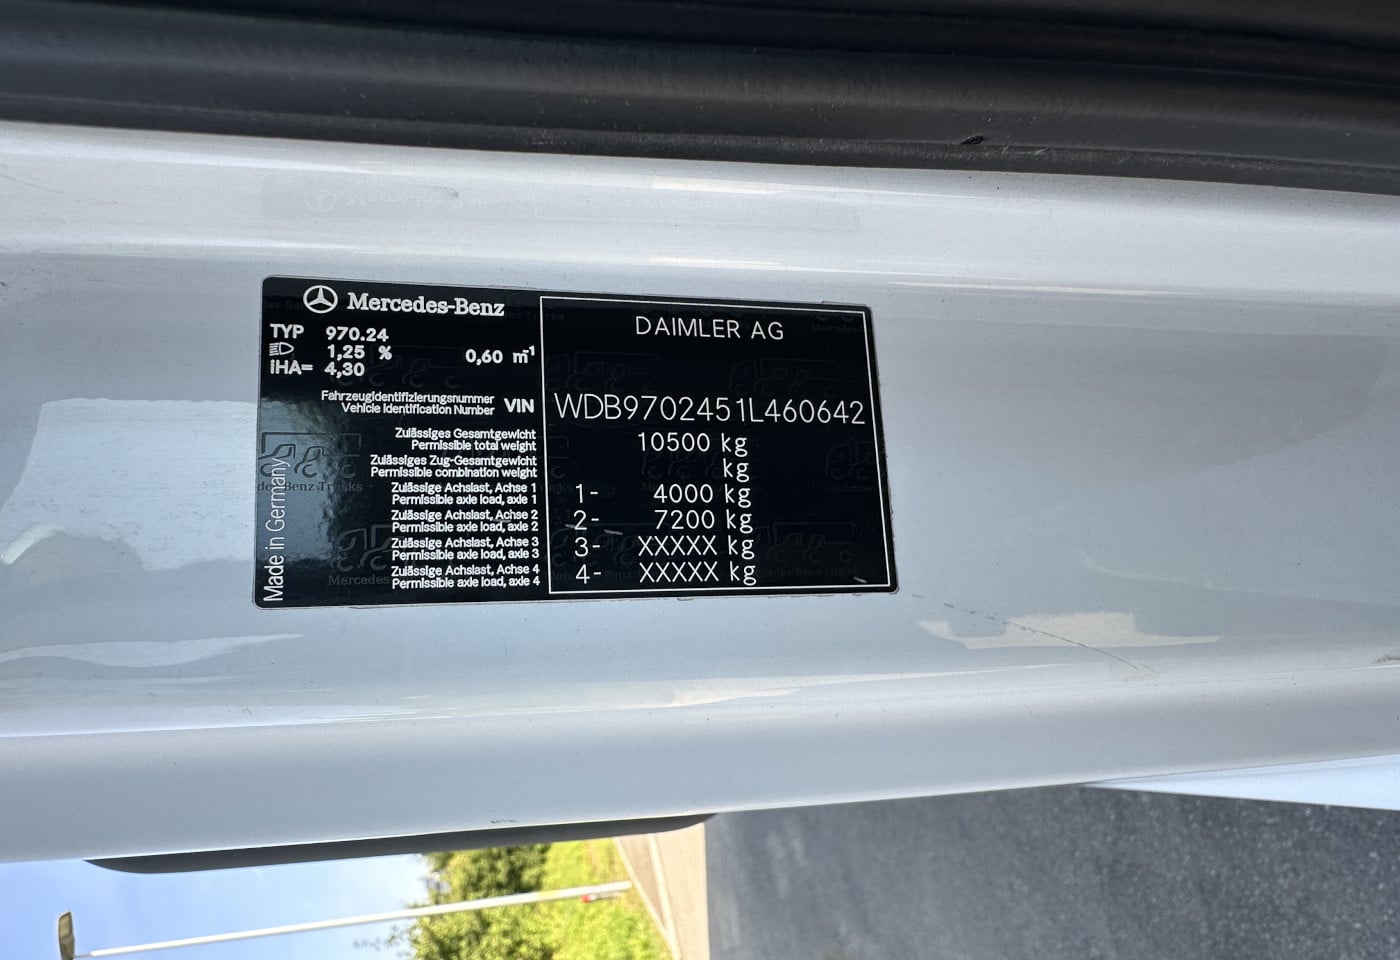 Mercedes-Benz
TYP 970.24
1,25 % 0,60 m⁻¹
iHA= 4,30
DAIMLER AG
Fahrzeugidentifizierungsnummer
Vehicle Identification Number VIN WDB9702451L460642
Zulässiges Gesamtgewicht
Permissible total weight 10500 kg
Zulässiges Zug-Gesamtgewicht
Permissible combination weight kg
Zulässige Achslast, Achse 1
Permissible axle load, axle 1 1- 4000 kg
Zulässige Achslast, Achse 2
Permissible axle load, axle 2 2- 7200 kg
Zulässige Achslast, Achse 3
Permissible axle load, axle 3 3- XXXXX kg
Zulässige Achslast, Achse 4
Permissible axle load, axle 4 4- XXXXX kg
Made in Germany